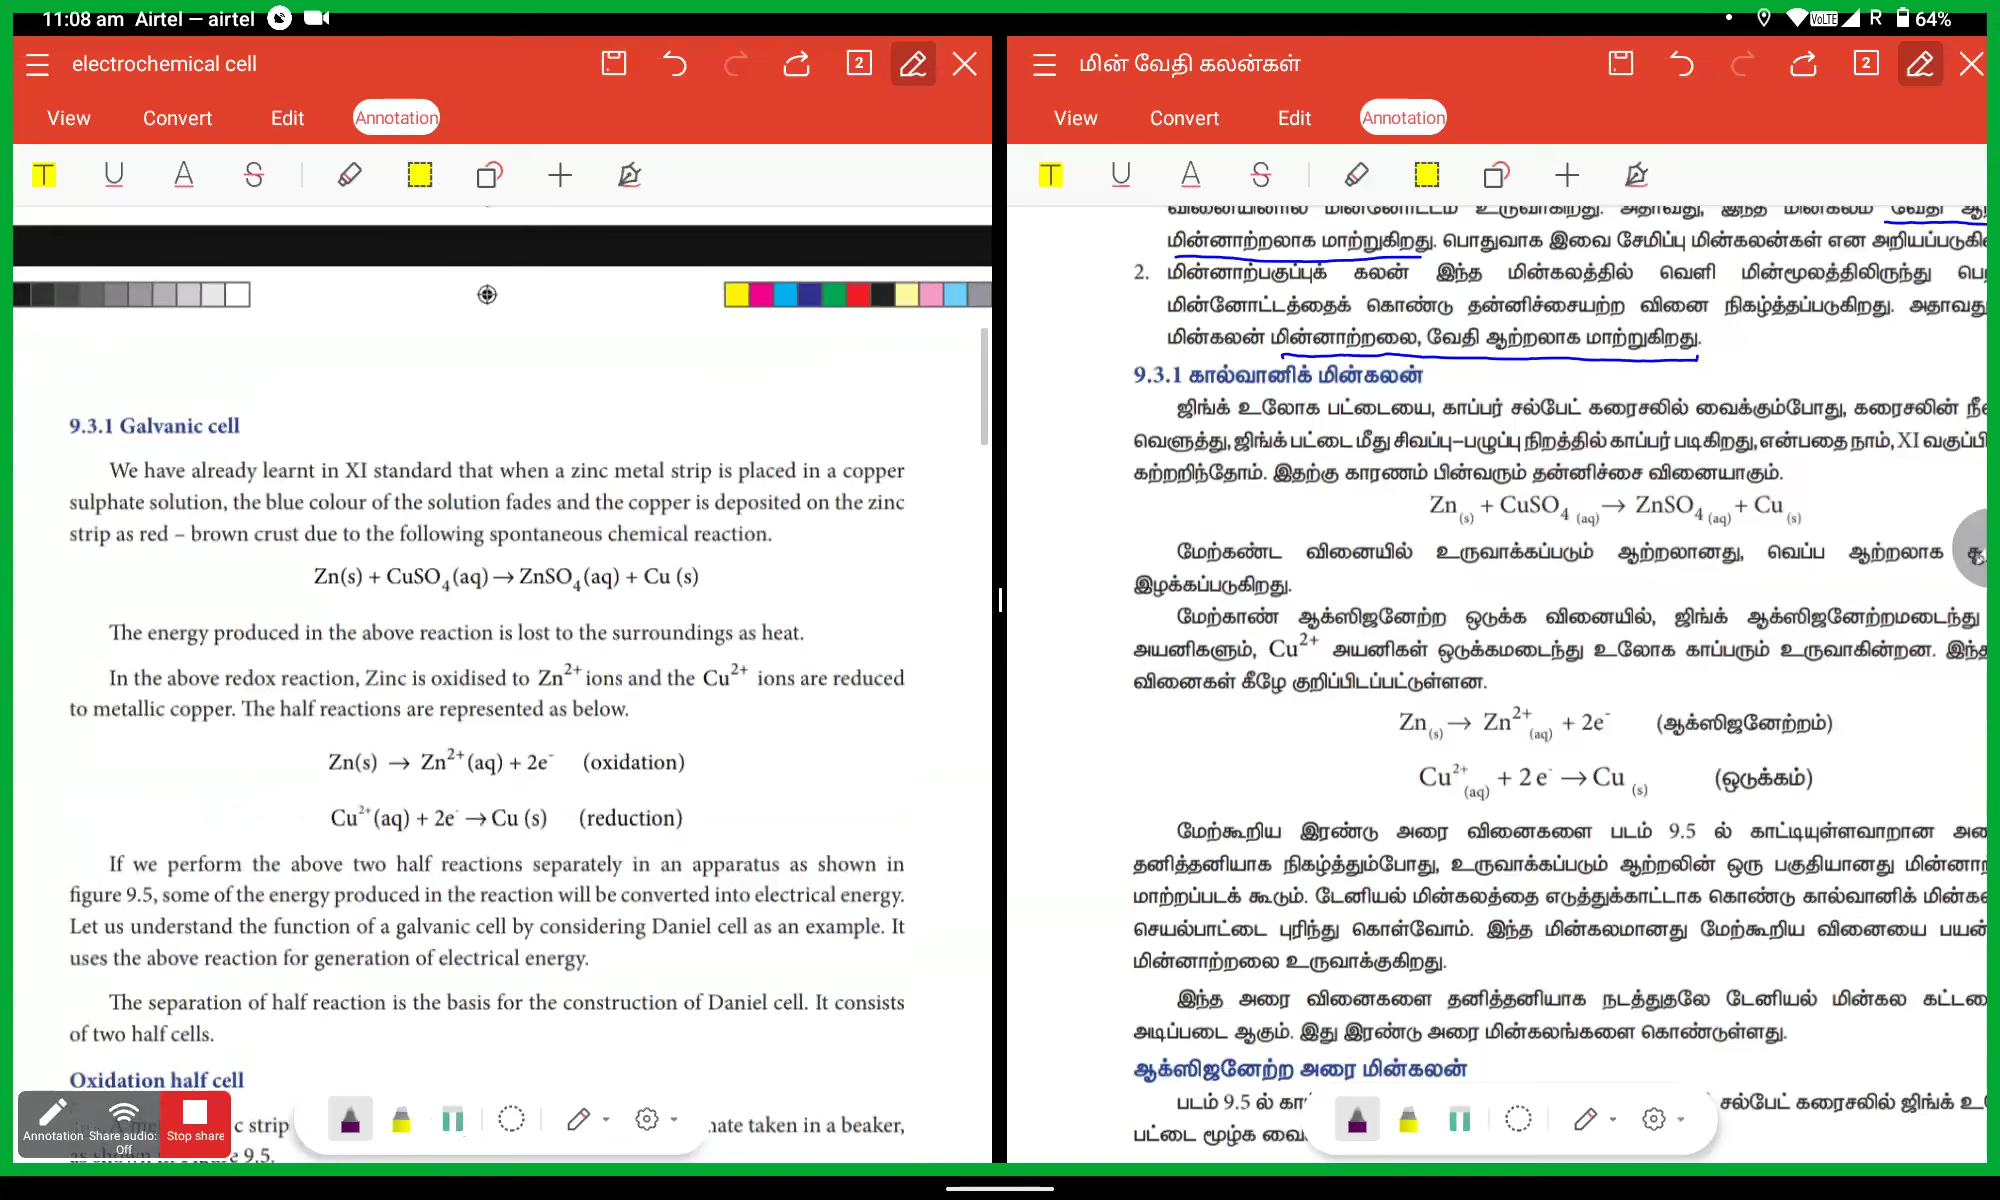 11:08 am Airtel — airtel
R 64%
electrochemical cell
2
View Convert Edit Annotation
9.3.1 Galvanic cell
We have already learnt in XI standard that when a zinc metal strip is placed in a copper
sulphate solution, the blue colour of the solution fades and the copper is deposited on the zinc
strip as red – brown crust due to the following spontaneous chemical reaction.
Zn(s) + CuSO₄(aq) → ZnSO₄(aq) + Cu (s)
The energy produced in the above reaction is lost to the surroundings as heat.
In the above redox reaction, Zinc is oxidised to Zn²⁺ ions and the Cu²⁺ ions are reduced
to metallic copper. The half reactions are represented as below.
Zn(s) → Zn²⁺(aq) + 2e⁻ (oxidation)
Cu²⁺(aq) + 2e⁻ → Cu (s) (reduction)
If we perform the above two half reactions separately in an apparatus as shown in
figure 9.5, some of the energy produced in the reaction will be converted into electrical energy.
Let us understand the function of a galvanic cell by considering Daniel cell as an example. It
uses the above reaction for generation of electrical energy.
The separation of half reaction is the basis for the construction of Daniel cell. It consists
of two half cells.
Oxidation half cell
strip taken in a beaker,
9.5.
Annotation Share audio: Off Stop share
மின் வேதி கலன்கள்
2
View Convert Edit Annotation
வினையினால் மின்னோட்டம் உருவாகிறது. அதாவது, இந்த மின்கலம் வேதி
மின்னாற்றலாக மாற்றுகிறது. பொதுவாக இவை சேமிப்பு மின்கலன்கள் என
2. மின்னாற்பகுப்புக் கலன் இந்த மின்கலத்தில் வெளி மின்மூலத்திலிருந்து
மின்னோட்டத்தைக் கொண்டு தன்னிச்சையற்ற வினை நிகழ்த்தப்படுகிறது. அதாவது
மின்கலன் மின்னாற்றலை, வேதி ஆற்றலாக மாற்றுகிறது.
9.3.1 கால்வானிக் மின்கலன்
ஜிங்க் உலோக பட்டையை, காப்பர் சல்பேட் கரைசலில் வைக்கும்போது, கரைசலின்
வெளுத்து, ஜிங்க் பட்டை மீது சிவப்பு–பழுப்பு நிறத்தில் காப்பர் படிகிறது, என்பதை நாம், XI
கற்றறிந்தோம். இதற்கு காரணம் பின்வரும் தன்னிச்சை வினையாகும்.
Zn₍ₛ₎ + CuSO₄ (aq) → ZnSO₄ (aq) + Cu (s)
மேற்கண்ட வினையில் உருவாக்கப்படும் ஆற்றலானது, வெப்ப ஆற்றலாக
இழக்கப்படுகிறது.
மேற்காண் ஆக்ஸிஜனேற்ற ஒடுக்க வினையில், ஜிங்க் ஆக்ஸிஜனேற்றமடைந்து
அயனிகளும், Cu²⁺ அயனிகள் ஒடுக்கமடைந்து உலோக காப்பரும் உருவாகின்றன.
வினைகள் கீழே குறிப்பிடப்பட்டுள்ளன.
Zn (s) → Zn²⁺ (aq) + 2e⁻ (ஆக்ஸிஜனேற்றம்)
Cu²⁺ (aq) + 2 e⁻ → Cu (s) (ஒடுக்கம்)
மேற்கூறிய இரண்டு அரை வினைகளை படம் 9.5 ல் காட்டியுள்ளவாறான
தனித்தனியாக நிகழ்த்தும்போது, உருவாக்கப்படும் ஆற்றலின் ஒரு பகுதியானது
மாற்றப்படக் கூடும். டேனியல் மின்கலத்தை எடுத்துக்காட்டாக கொண்டு கால்வானிக்
செயல்பாட்டை புரிந்து கொள்வோம். இந்த மின்கலமானது மேற்கூறிய வினையை
மின்னாற்றலை உருவாக்குகிறது.
இந்த அரை வினைகளை தனித்தனியாக நடத்துதலே டேனியல் மின்கல
அடிப்படை ஆகும். இது இரண்டு அரை மின்கலங்களை கொண்டுள்ளது.
ஆக்ஸிஜனேற்ற அரை மின்கலன்
படம் 9.5 ல் சல்பேட் கரைசலில் ஜிங்க்
பட்டை மூழ்க